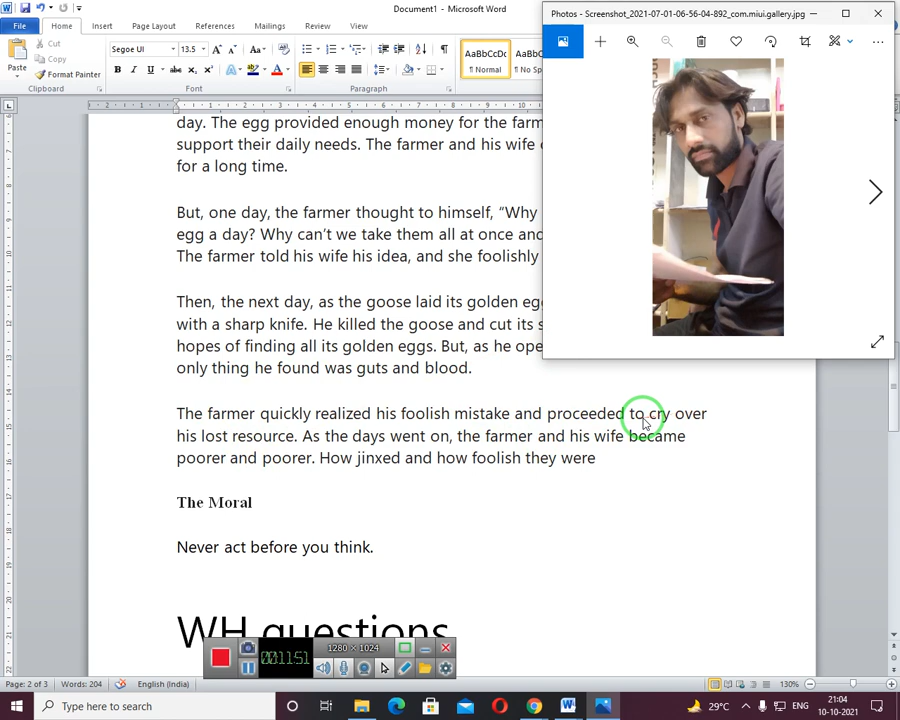 Document1 - Microsoft Word
Photos - Screenshot_2021-07-01-06-56-04-892_com.miui.gallery.jpg
File Home Insert Page Layout References Mailings Review View
Cut
Copy
Paste
Format Painter
Segoe UI 13.5
AaBbCcDc
AaBbCcDc
¶ Normal
¶ No Sp
Clipboard Font Paragraph
day. The egg provided enough money for the farm
support their daily needs. The farmer and his wife
for a long time.
But, one day, the farmer thought to himself, “Why
egg a day? Why can’t we take them all at once and
The farmer told his wife his idea, and she foolishly
Then, the next day, as the goose laid its golden eg
with a sharp knife. He killed the goose and cut its s
hopes of finding all its golden eggs. But, as he ope
only thing he found was guts and blood.
The farmer quickly realized his foolish mistake and proceeded to cry over
his lost resource. As the days went on, the farmer and his wife became
poorer and poorer. How jinxed and how foolish they were
The Moral
Never act before you think.
WH questions
1280 × 1024
Page: 2 of 3 Words: 204 English (India) 130%
Type here to search
29°C ENG 21:04
10-10-2021